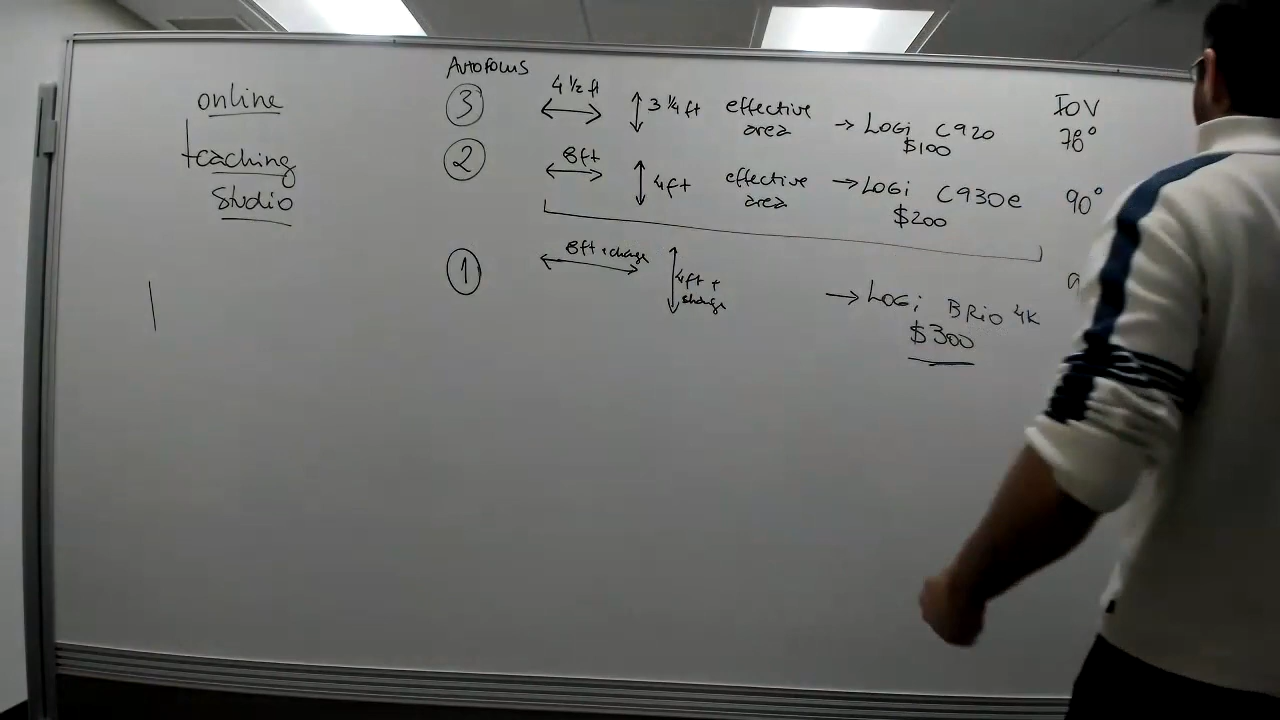 online
teaching
Studio
Autofocus
③ 4 1/2 ft 3 1/4 ft effective area → Logi C920 $100
② 8ft 4ft effective area → LOGi C930e $200
① 8ft + change 4ft + change → LOGi BRiO 4K $300
FOV
78°
90°